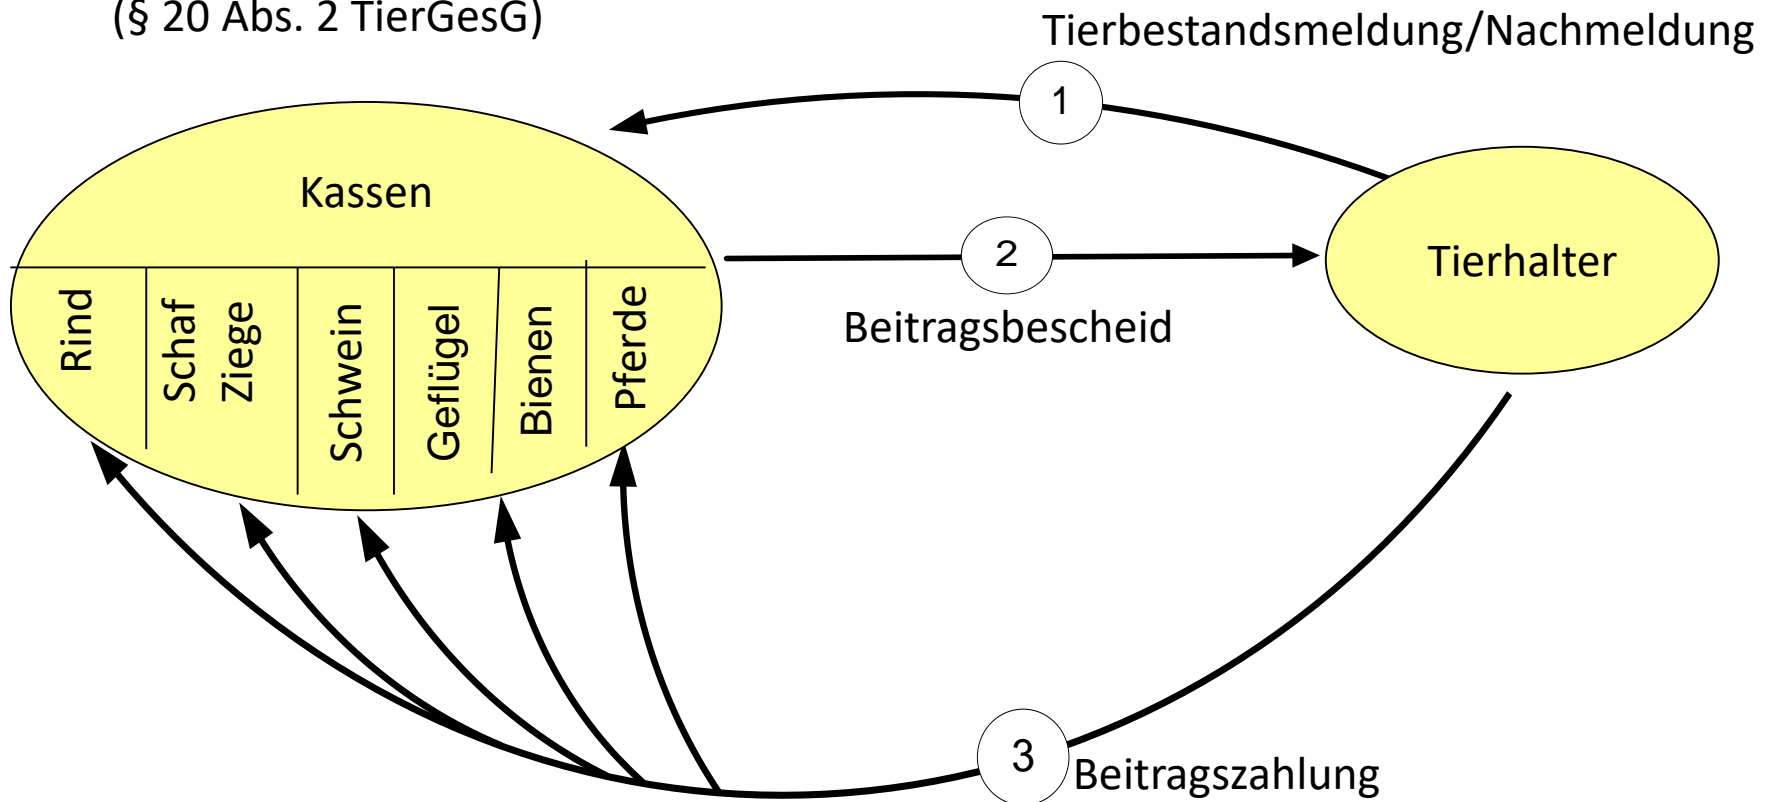 (§ 20 Abs. 2 TierGesG)
Tierbestandsmeldung/Nachmeldung
1
Kassen
2
Tierhalter
Beitragsbescheid
Rind
Schaf
Ziege
Schwein
Geflügel
Bienen
Pferde
3
Beitragszahlung